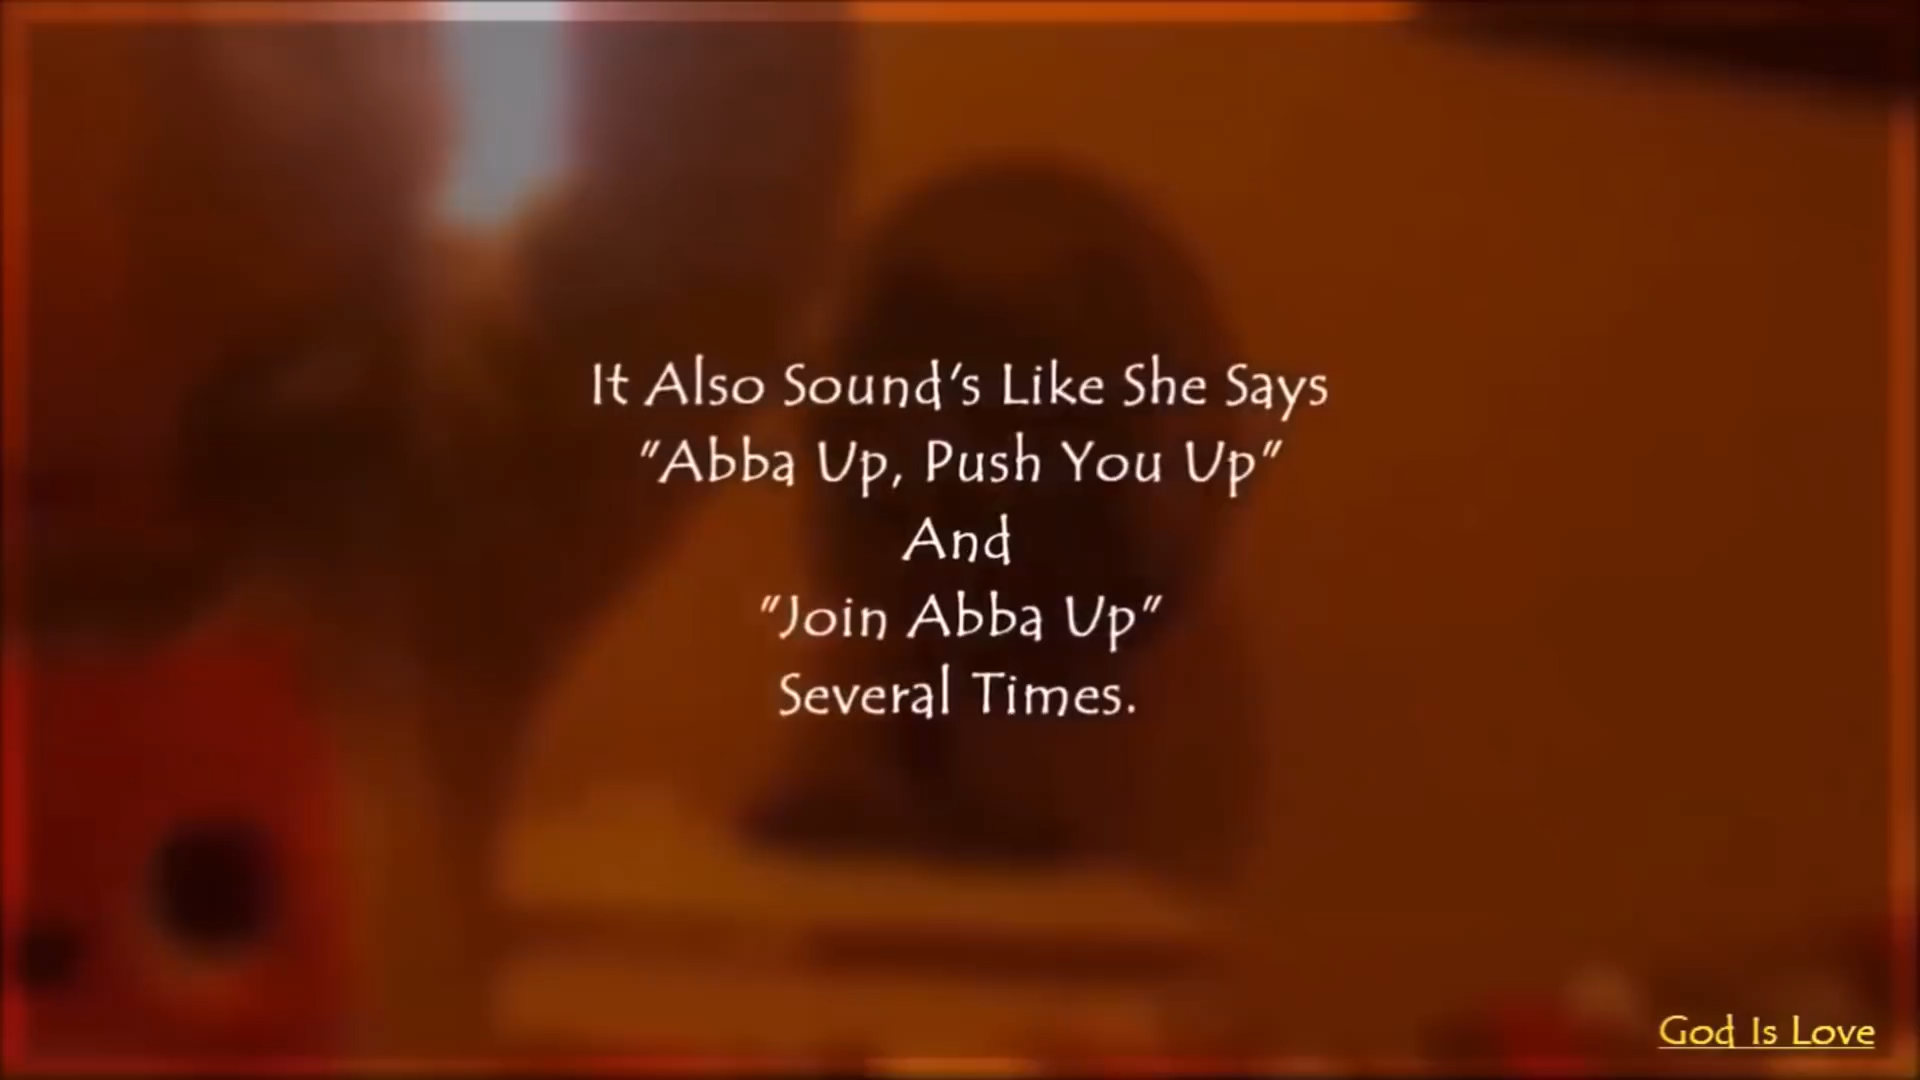 It Also Sound's Like She Says
"Abba Up, Push You Up"
And
"Join Abba Up"
Several Times.
God Is Love